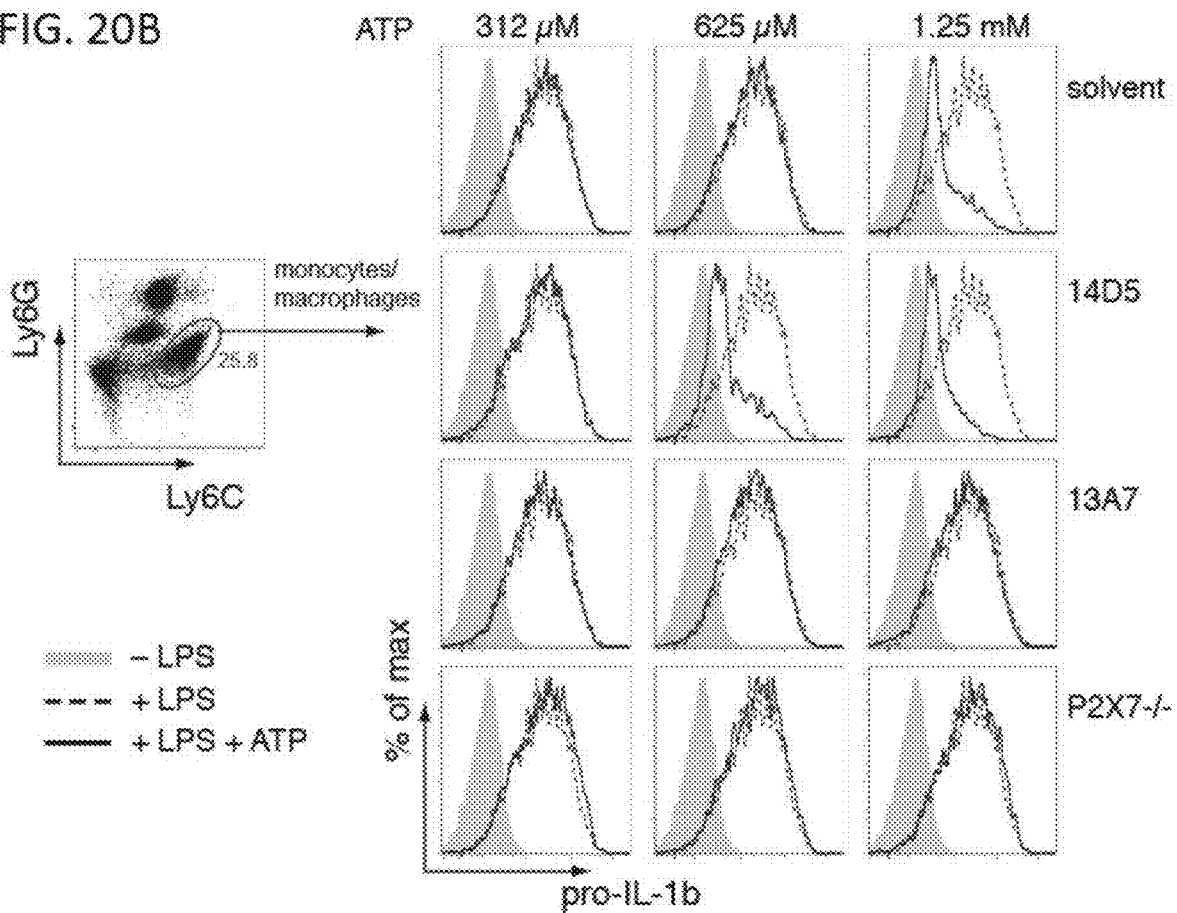 FIG. 20B
ATP 312 µM 625 µM 1.25 mM
solvent
14D5
13A7
P2X7-/-
Ly6G
monocytes/
macrophages
25.8
Ly6C
– LPS
+ LPS
+ LPS + ATP
% of max
pro-IL-1b